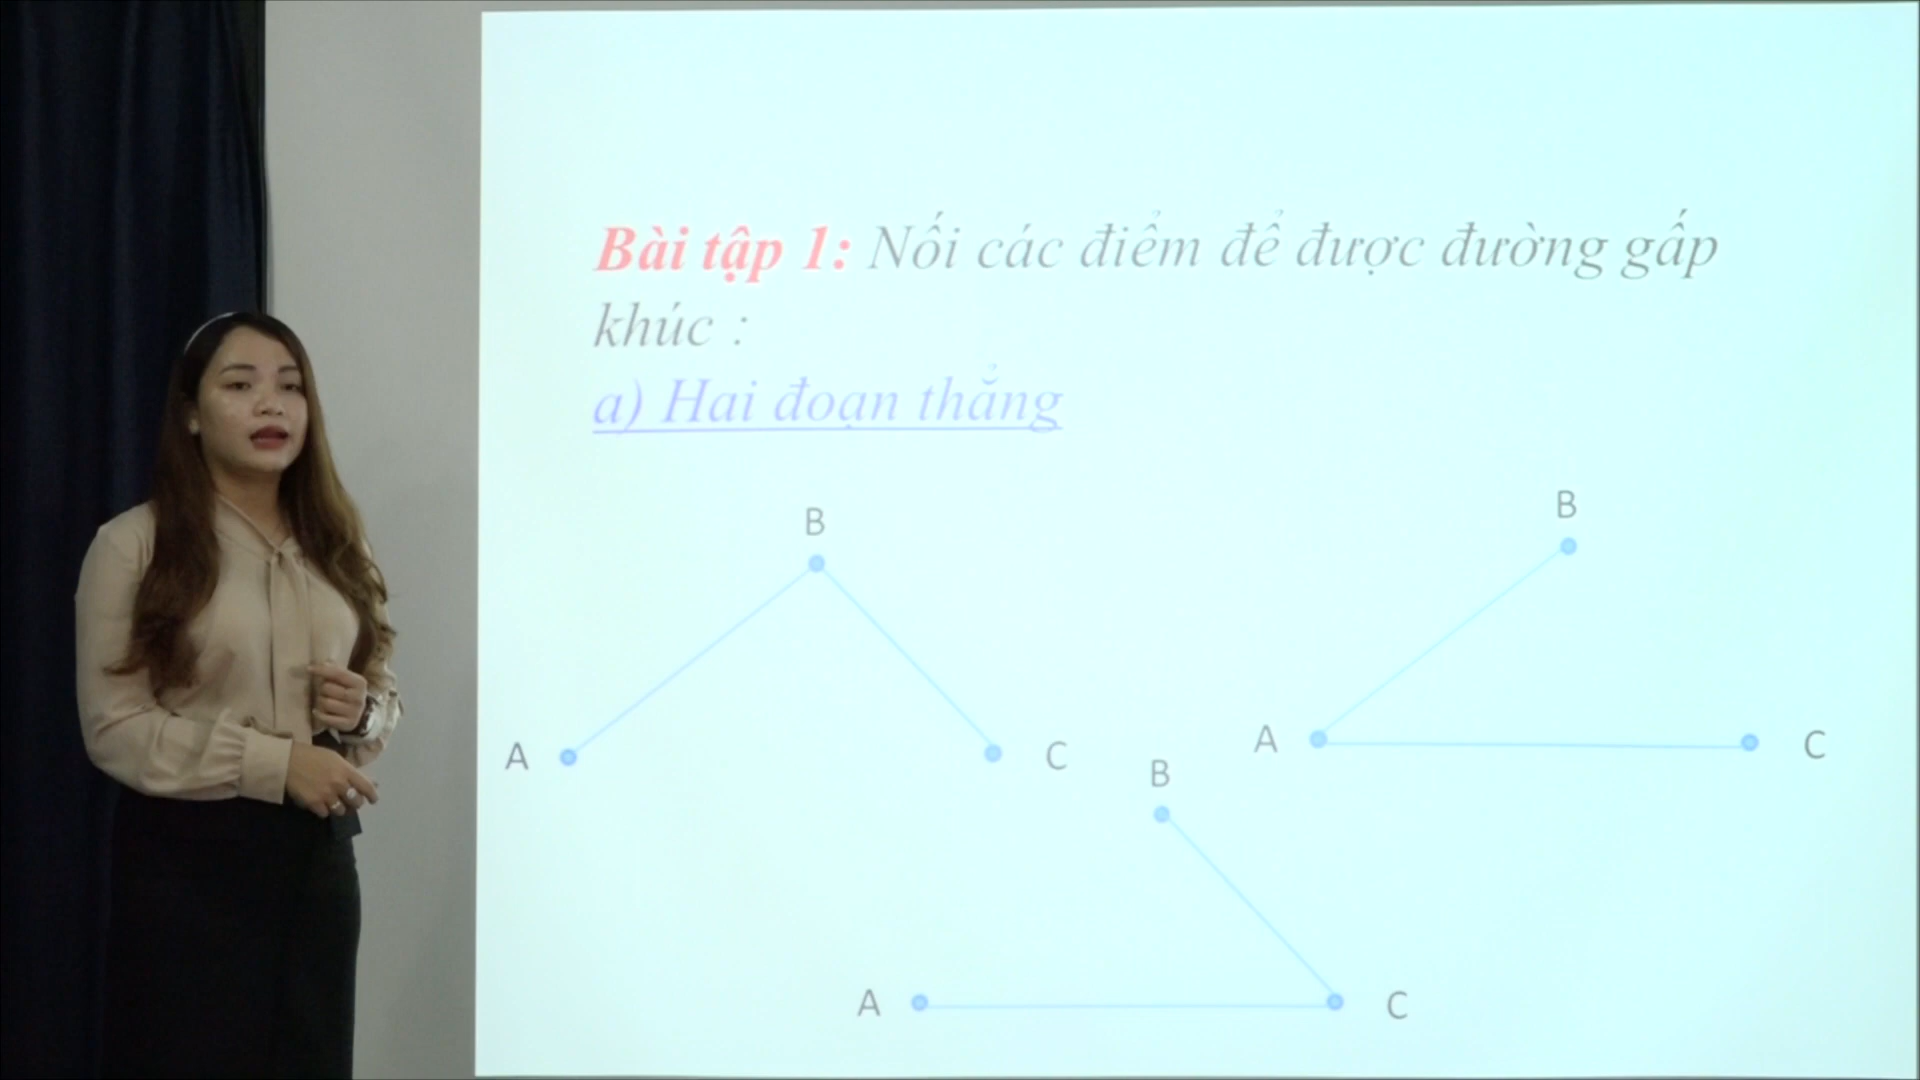 Bài tập 1: Nối các điểm để được đường gấp
khúc :
a) Hai đoạn thẳng
B
A
C
B
A
C
B
A
C